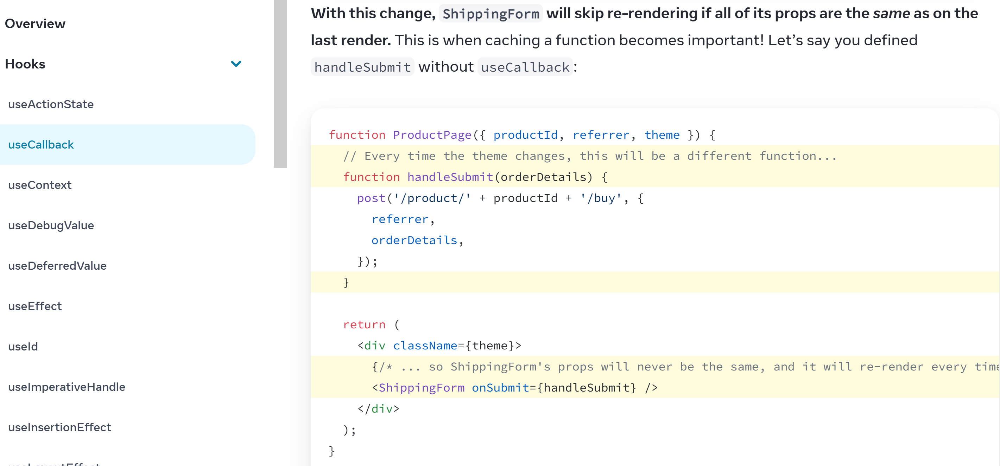 Overview
Hooks
useActionState
useCallback
useContext
useDebugValue
useDeferredValue
useEffect
useId
useImperativeHandle
useInsertionEffect
With this change, ShippingForm will skip re-rendering if all of its props are the same as on the
last render. This is when caching a function becomes important! Let’s say you defined
handleSubmit without useCallback:
function ProductPage({ productId, referrer, theme }) {
  // Every time the theme changes, this will be a different function...
  function handleSubmit(orderDetails) {
    post('/product/' + productId + '/buy', {
      referrer,
      orderDetails,
    });
  }
  return (
    <div className={theme}>
      {/* ... so ShippingForm's props will never be the same, and it will re-render every time
      <ShippingForm onSubmit={handleSubmit} />
    </div>
  );
}